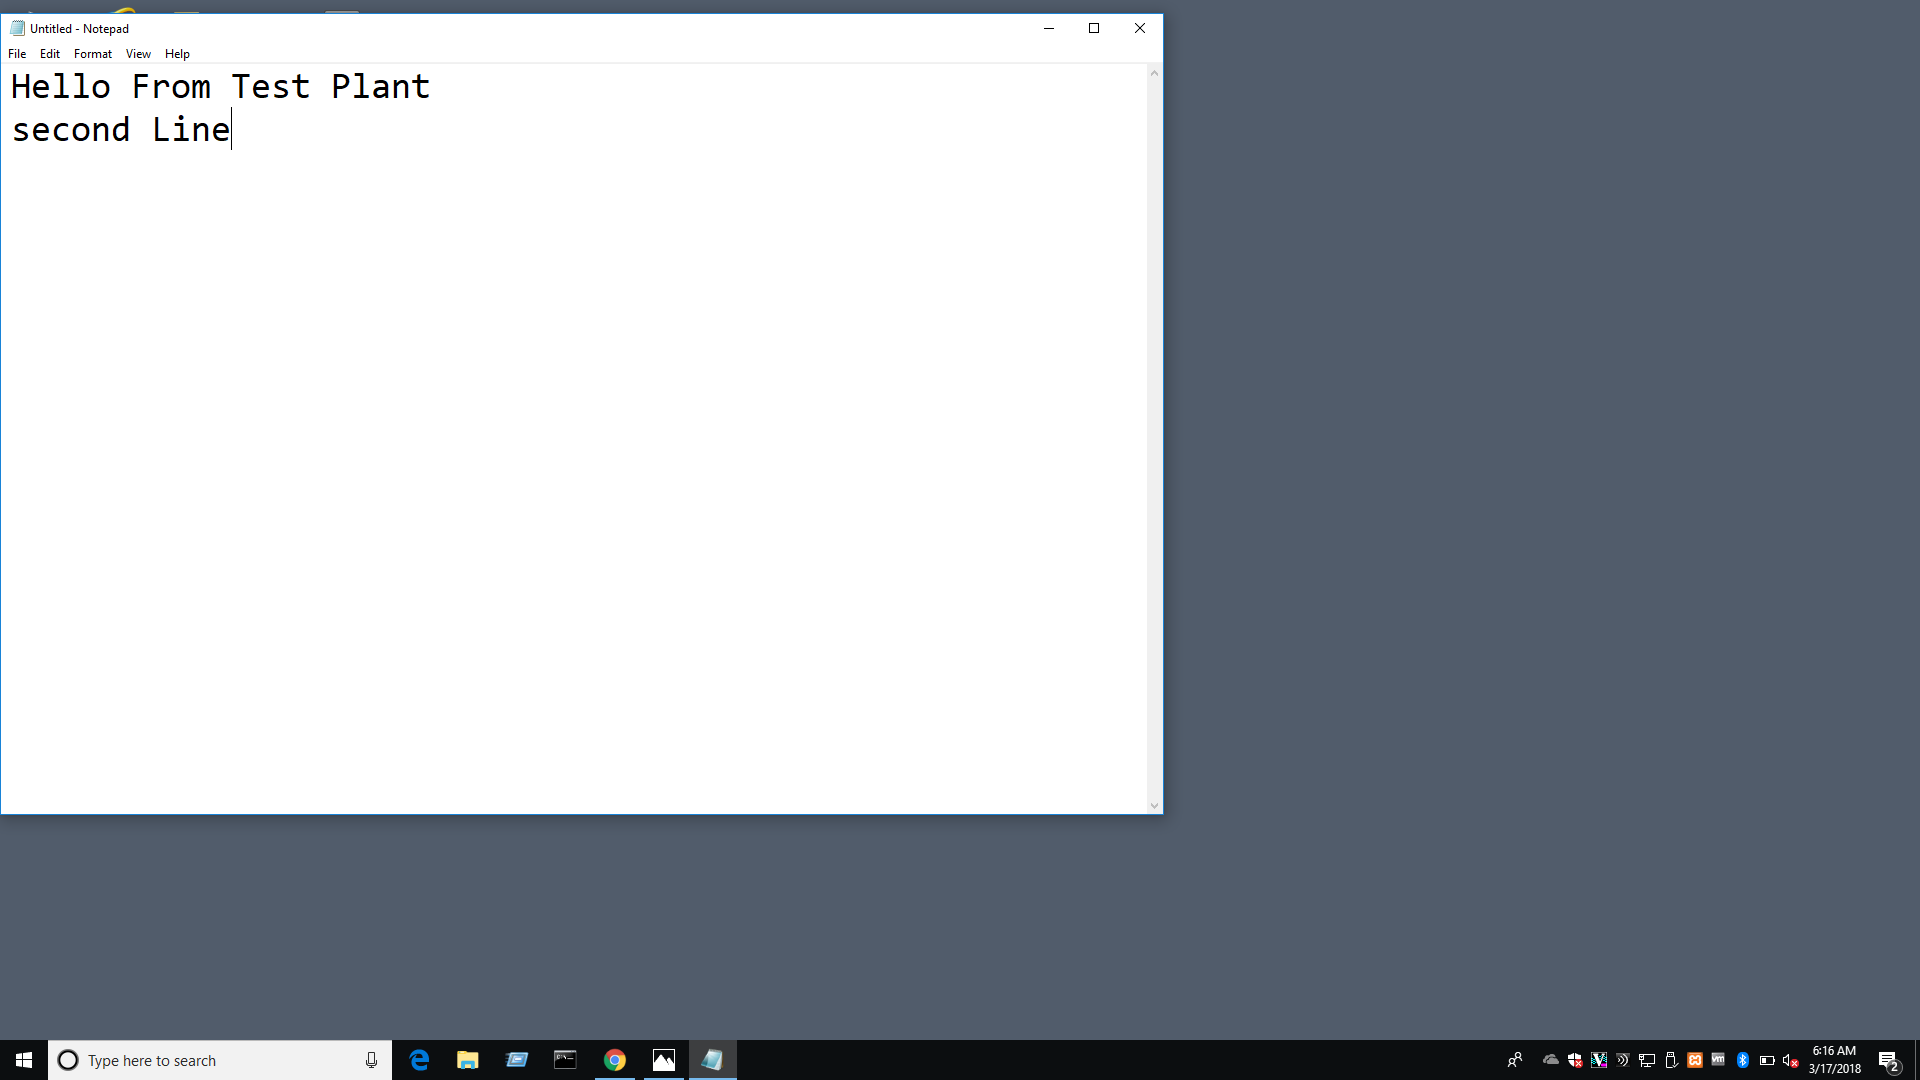 Untitled - Notepad
File Edit Format View Help
Hello From Test Plant
second Line
Type here to search
6:16 AM
3/17/2018
2